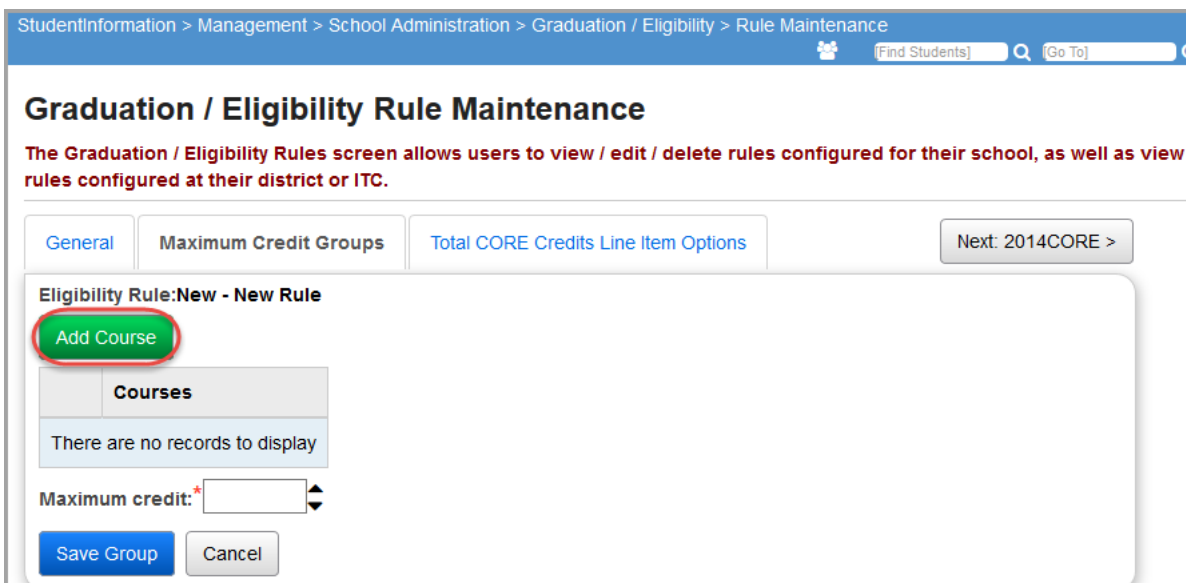 StudentInformation > Management > School Administration > Graduation / Eligibility > Rule Maintenance
[Find Students] [Go To]
Graduation / Eligibility Rule Maintenance
The Graduation / Eligibility Rules screen allows users to view / edit / delete rules configured for their school, as well as view
rules configured at their district or ITC.
General Maximum Credit Groups Total CORE Credits Line Item Options Next: 2014CORE >
Eligibility Rule:New - New Rule
Add Course
Courses
There are no records to display
Maximum credit:*
Save Group Cancel